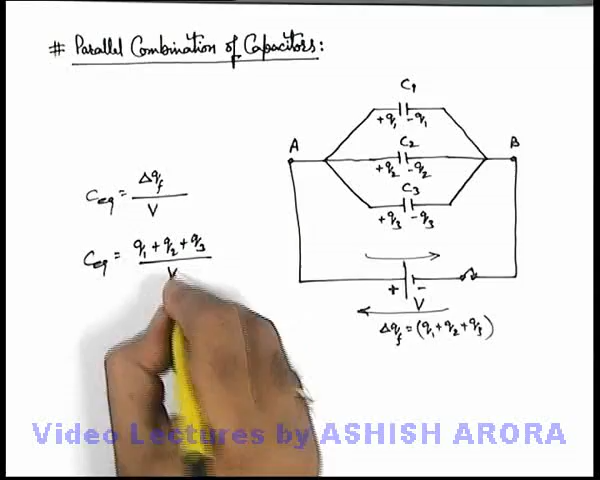 # Parallel Combination of Capacitors:
C1
+q1 -q1
A
C2
B
+q2 -q2
C3
+q3 -q3
Ceq = Δqf / V
Ceq = q1 + q2 + q3 / V
+ -
V
Δqf = (q1 + q2 + q3)
Video Lectures by ASHISH ARORA